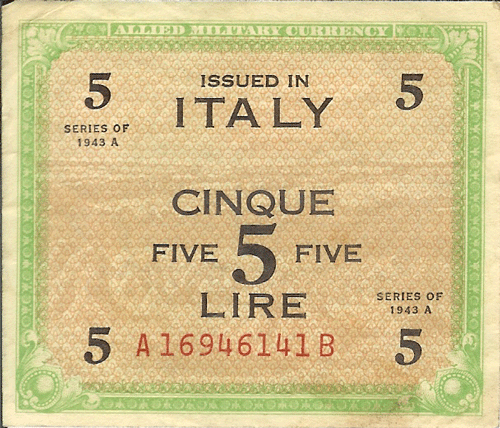 ALLIED MILITARY CURRENCY
5 ISSUED IN 5
ITALY
SERIES OF
1943 A
CINQUE
FIVE 5 FIVE
LIRE
SERIES OF
1943 A
5 A16946141B 5